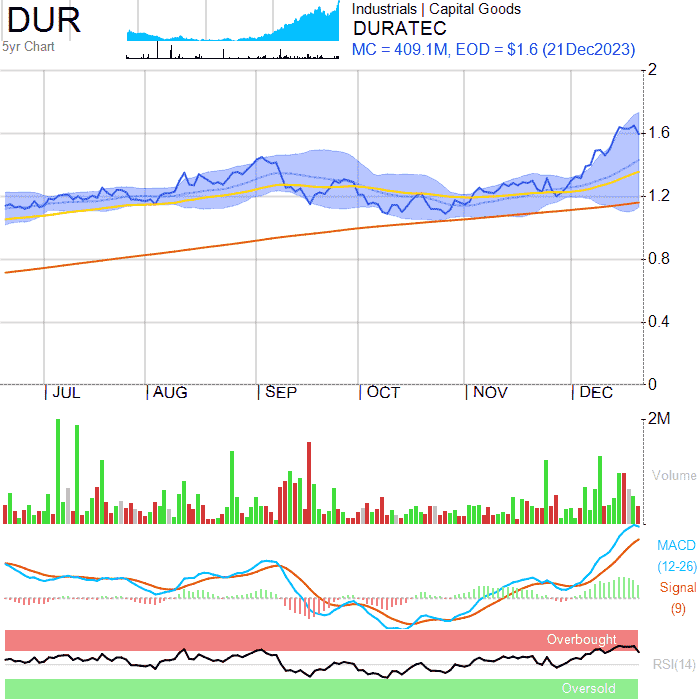 DUR
5yr Chart
Industrials | Capital Goods
DURATEC
MC = 409.1M, EOD = $1.6 (21Dec2023)
2
1.6
1.2
0.8
0.4
0
JUL
AUG
SEP
OCT
NOV
DEC
2M
Volume
MACD
(12-26)
Signal
(9)
Overbought
RSI(14)
Oversold